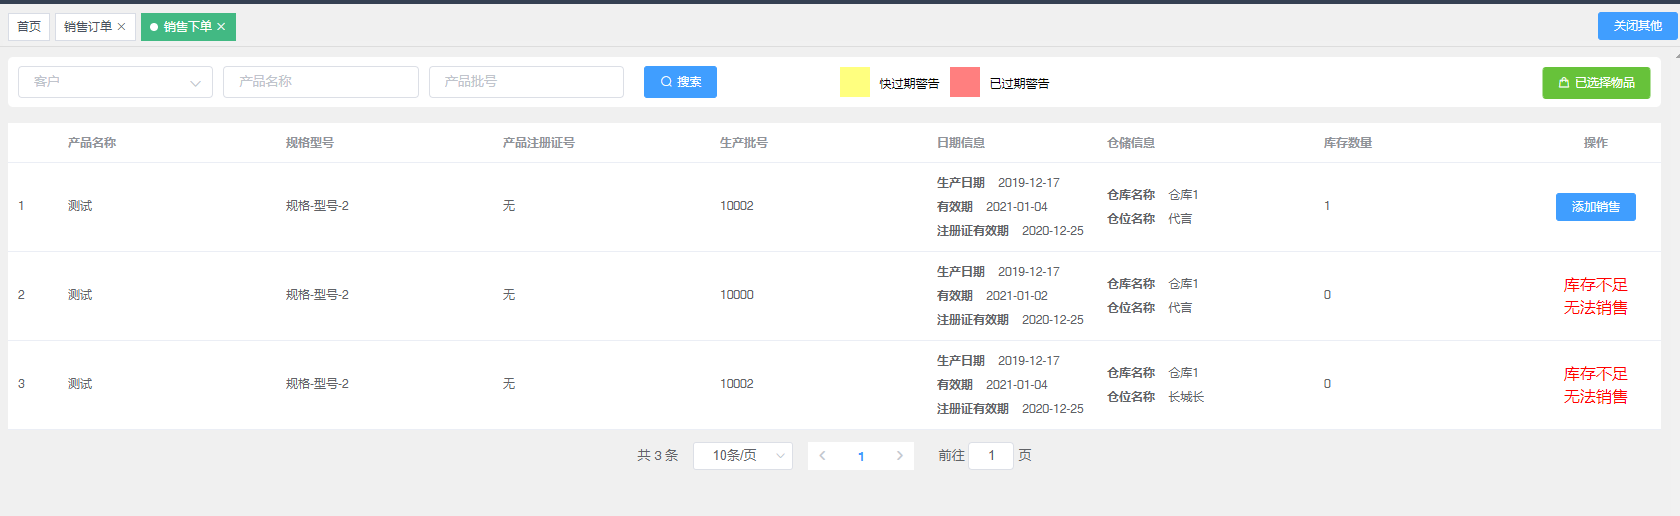 首页 销售订单 销售下单 关闭其他
客户 产品名称 产品批号 搜索 快过期警告 已过期警告 已选择物品
产品名称 规格型号 产品注册证号 生产批号 日期信息 仓储信息 库存数量 操作
1 测试 规格-型号-2 无 10002
生产日期 2019-12-17
有效期 2021-01-04
注册证有效期 2020-12-25
仓库名称 仓库1
仓位名称 代言
1 添加销售
2 测试 规格-型号-2 无 10000
生产日期 2019-12-17
有效期 2021-01-02
注册证有效期 2020-12-25
仓库名称 仓库1
仓位名称 代言
0
库存不足
无法销售
3 测试 规格-型号-2 无 10002
生产日期 2019-12-17
有效期 2021-01-04
注册证有效期 2020-12-25
仓库名称 仓库1
仓位名称 长城长
0
库存不足
无法销售
共 3 条 10条/页 1 前往 1 页